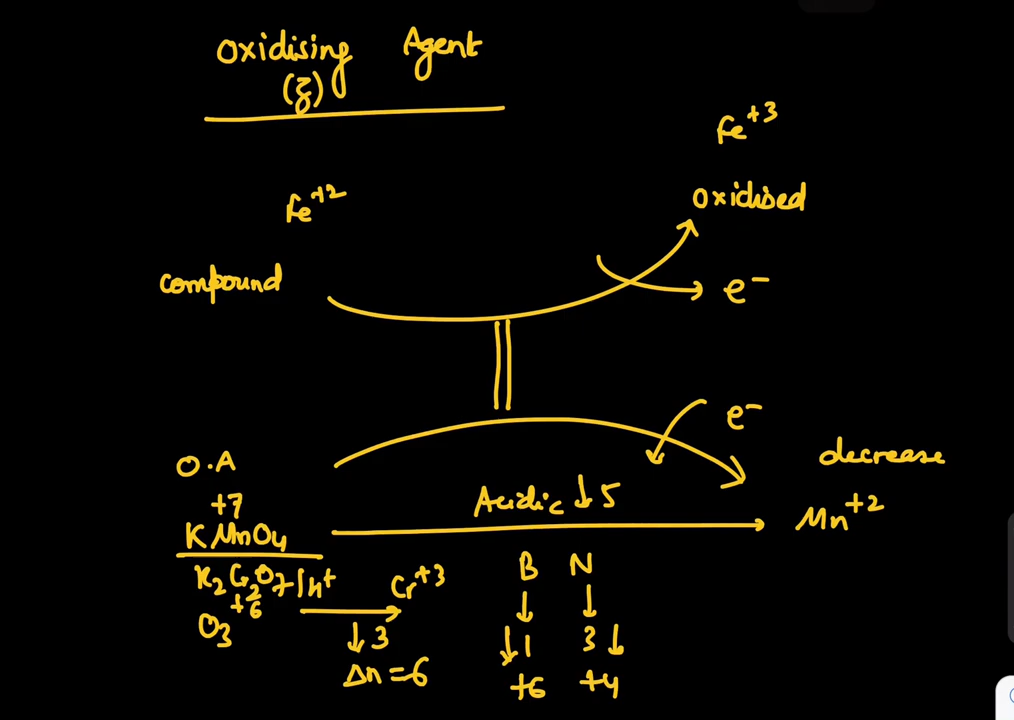 Oxidising Agent
(z)
Fe+3
Fe+2
oxidised
compound
e–
e–
O.A
decrease
+7
Acidic ↓ 5
KMnO4
Mn+2
K2Cr2O7/H+
Cr+3
B N
+6
O3
↓ 3
↓ 1
3 ↓
Δn = 6
+6
+4